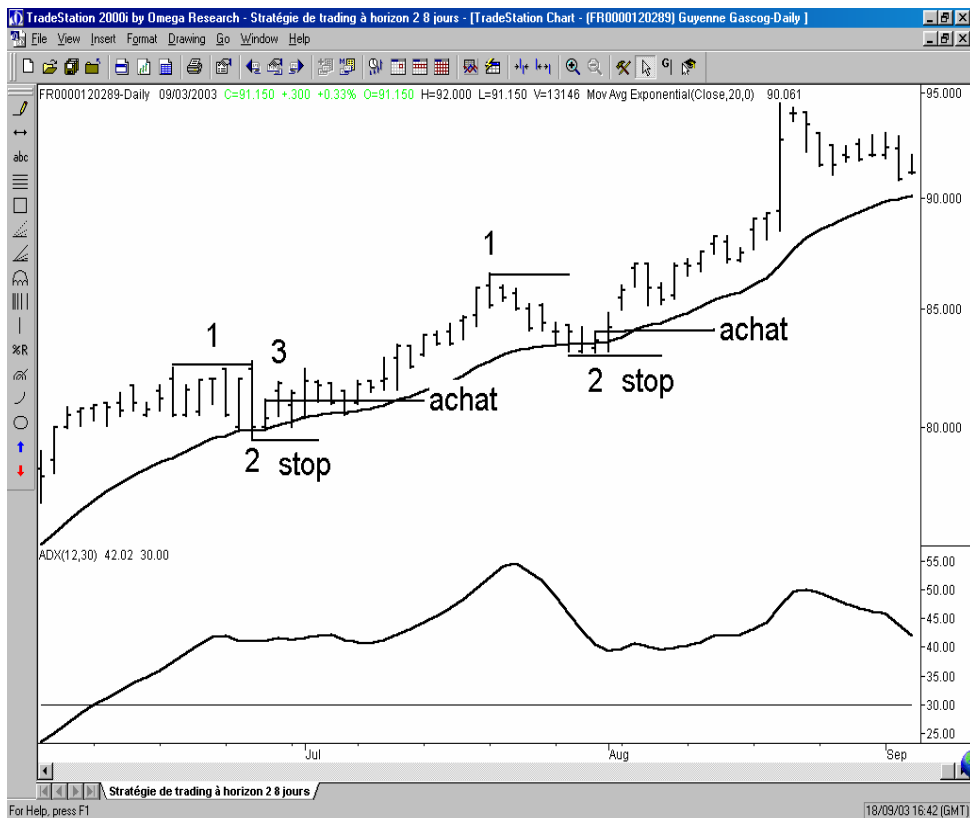 TradeStation 2000i by Omega Research - Stratégie de trading à horizon 2 8 jours - [TradeStation Chart - (FR0000120289) Guyenne Gascog-Daily ]
File View Insert Format Drawing Go Window Help
FR0000120289-Daily 09/03/2003 C=91.150 +.300 +0.33% O=91.150 H=92.000 L=91.150 V=13146 Mov Avg Exponential(Close,20,0) 90.061
95.000
abc
90.000
1
85.000
1
3
achat
%R
achat
2 stop
80.000
2 stop
ADX(12,30) 42.02 30.00
55.00
50.00
45.00
40.00
35.00
30.00
25.00
Jul Aug Sep
Stratégie de trading à horizon 2 8 jours
For Help, press F1 18/09/03 16:42 (GMT)